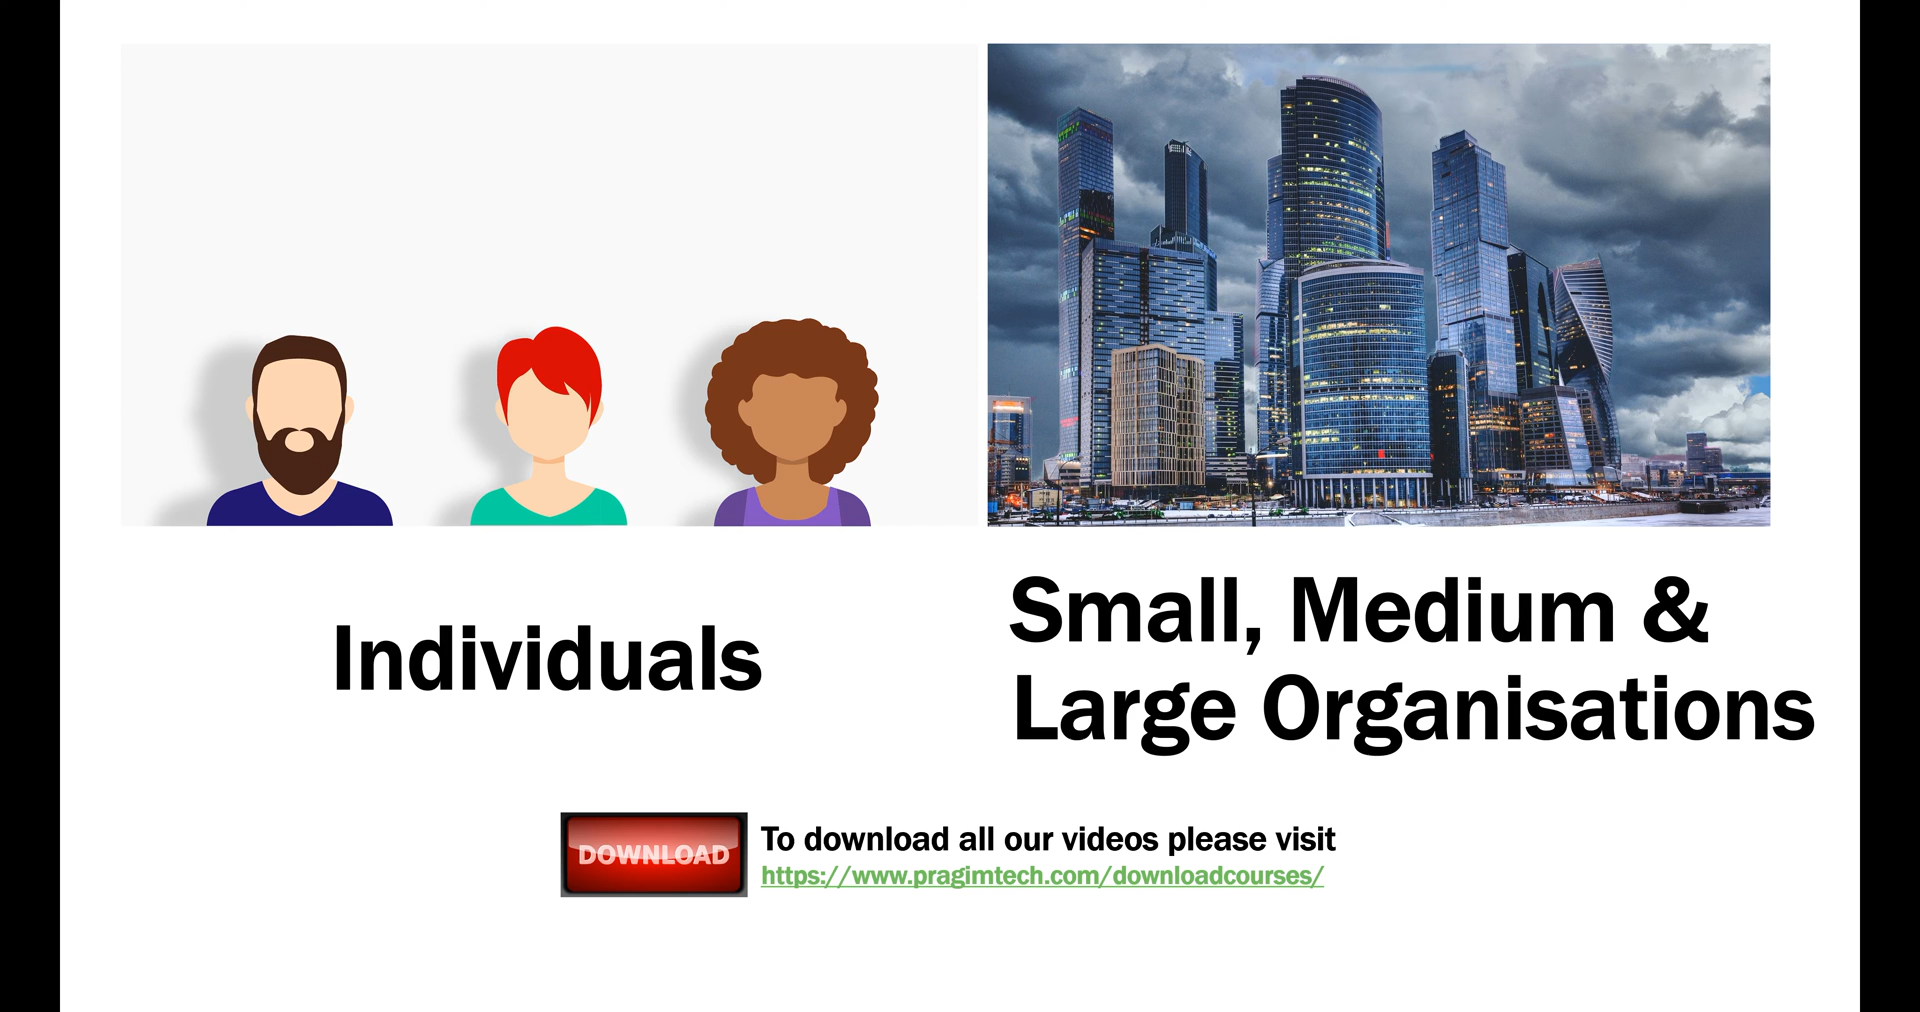 Individuals
Small, Medium &
Large Organisations
DOWNLOAD
To download all our videos please visit
https://www.pragimtech.com/downloadcourses/